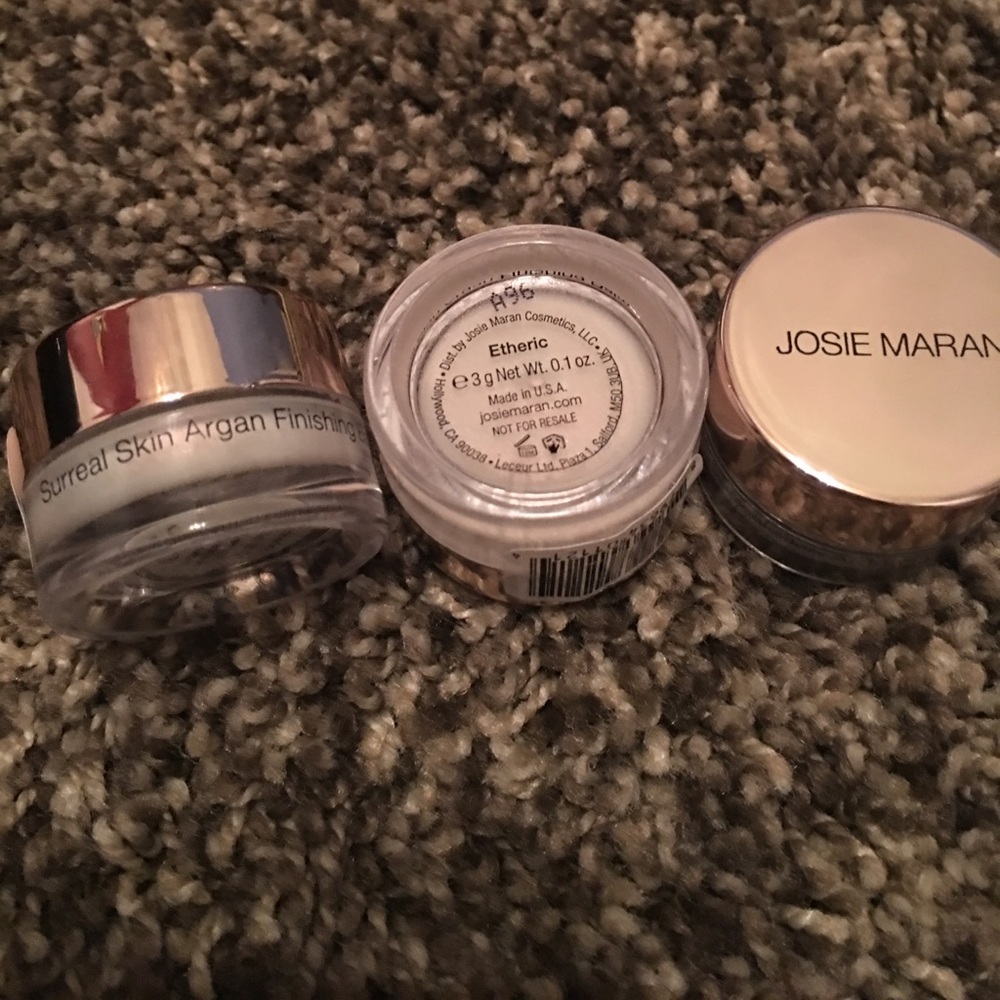 Surreal Skin Argan Finishing
A96
Dist. by Josie Maran Cosmetics, LLC • Hollywood, CA 90038 • Leceur Ltd. Plaza 1, Salford, M50 3UB. UK •
Etheric
℮ 3 g Net Wt. 0.1 oz.
Made in U.S.A.
josiemaran.com
NOT FOR RESALE
JOSIE MARAN